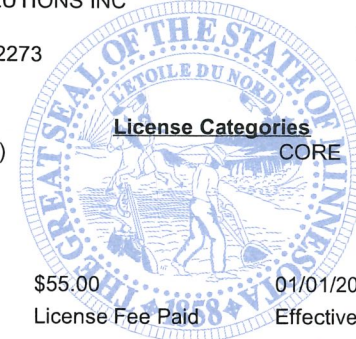 UTIONS INC
2273
THE GREAT SEAL OF THE STATE OF MINNESOTA
L'ETOILE DU NORD
License Categories
)
CORE
$55.00 01/01/20
License Fee Paid Effective
1858